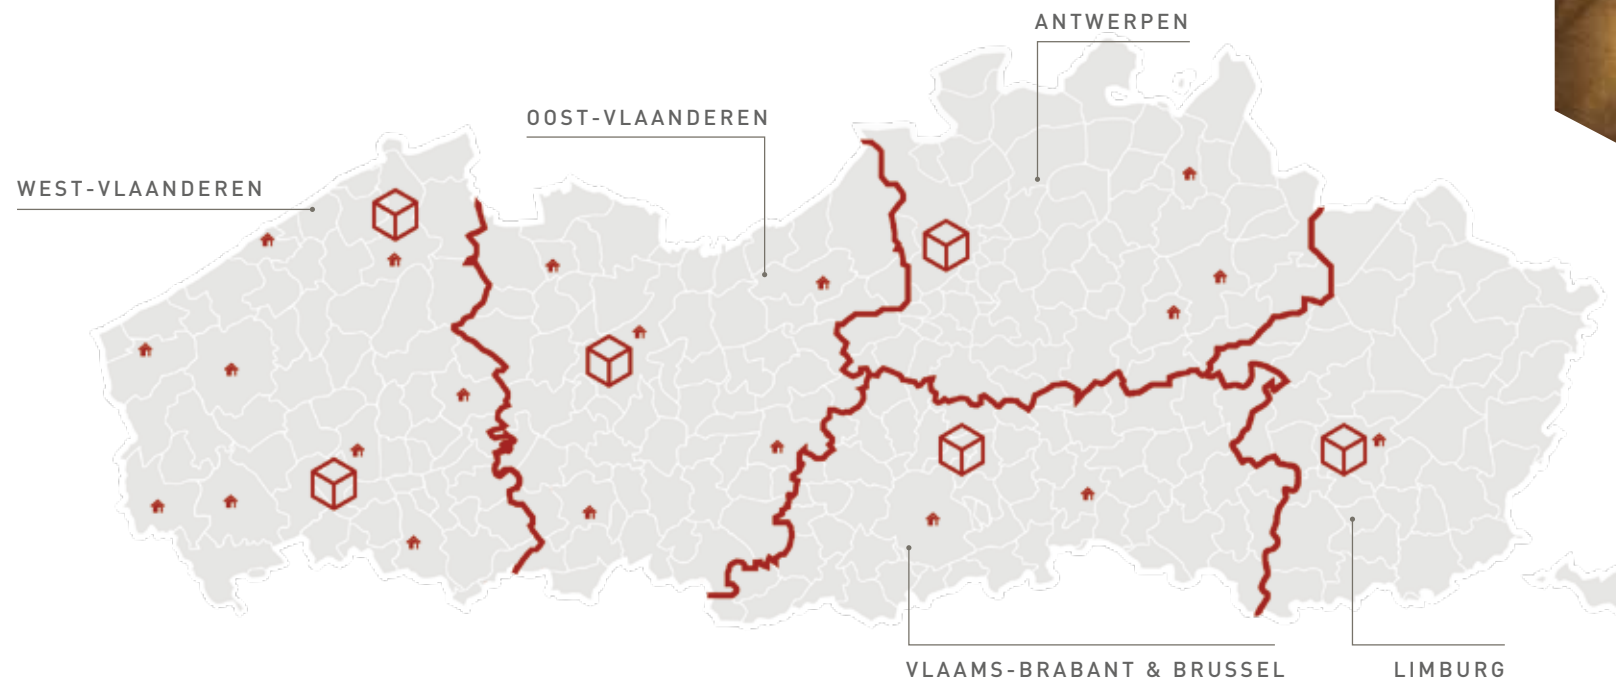 ANTWERPEN
OOST-VLAANDEREN
WEST-VLAANDEREN
VLAAMS-BRABANT & BRUSSEL
LIMBURG